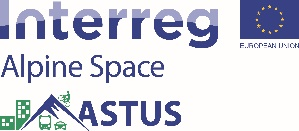 Interreg
EUROPEAN UNION
Alpine Space
ASTUS